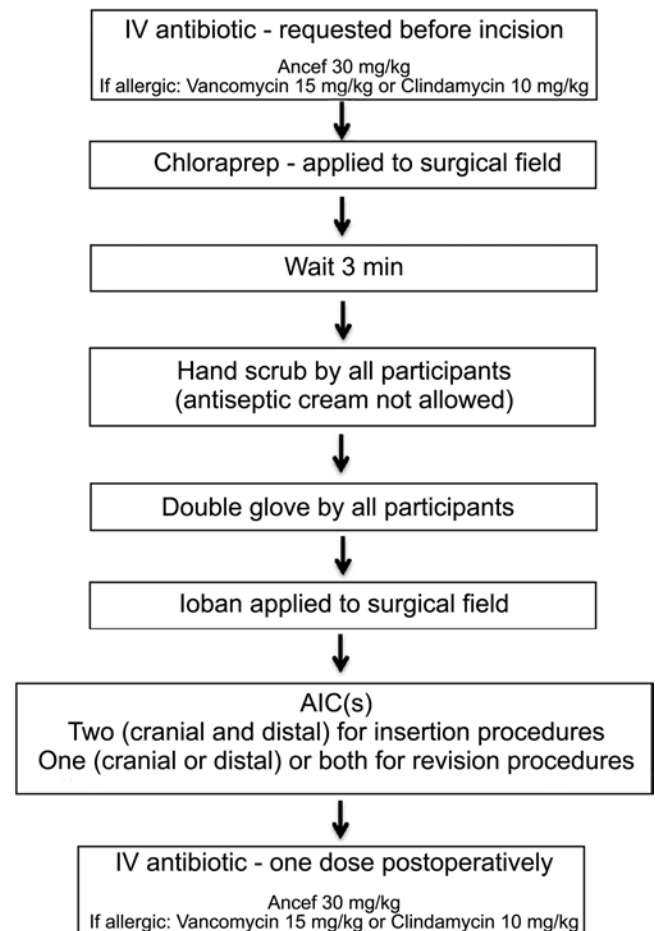 IV antibiotic - requested before incision
Ancef 30 mg/kg
If allergic: Vancomycin 15 mg/kg or Clindamycin 10 mg/kg
Chloraprep - applied to surgical field
Wait 3 min
Hand scrub by all participants
(antiseptic cream not allowed)
Double glove by all participants
Ioban applied to surgical field
AIC(s)
Two (cranial and distal) for insertion procedures
One (cranial or distal) or both for revision procedures
IV antibiotic - one dose postoperatively
Ancef 30 mg/kg
If allergic: Vancomycin 15 mg/kg or Clindamycin 10 mg/kg